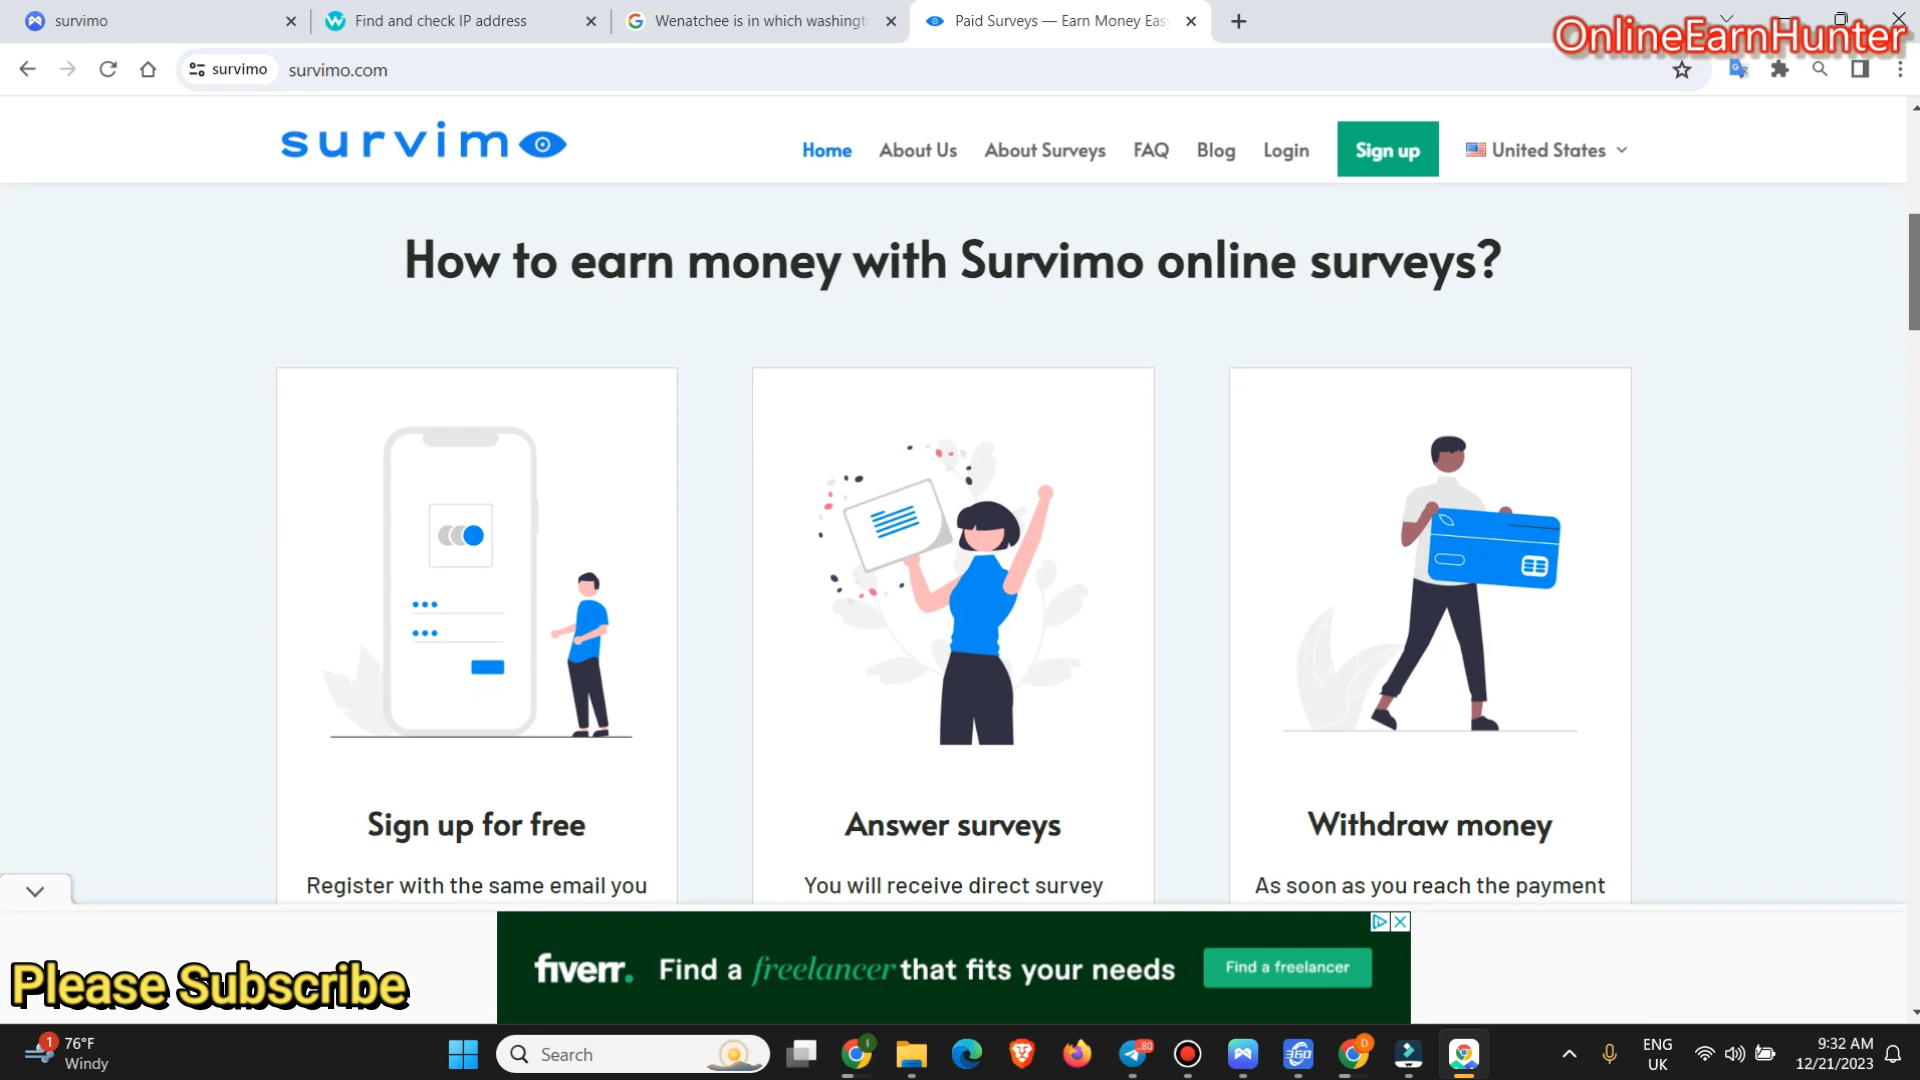 survimo
Find and check IP address
Wenatchee is in which washingt
Paid Surveys — Earn Money Eas
OnlineEarnHunter
survimo
survimo.com
survimo
Home
About Us
About Surveys
FAQ
Blog
Login
Sign up
United States
How to earn money with Survimo online surveys?
Sign up for free
Answer surveys
Withdraw money
Register with the same email you
You will receive direct survey
As soon as you reach the payment
fiverr.
Find a freelancer that fits your needs
Find a freelancer
Please Subscribe
1
76°F
Windy
Search
80
360
D
ENG
UK
9:32 AM
12/21/2023